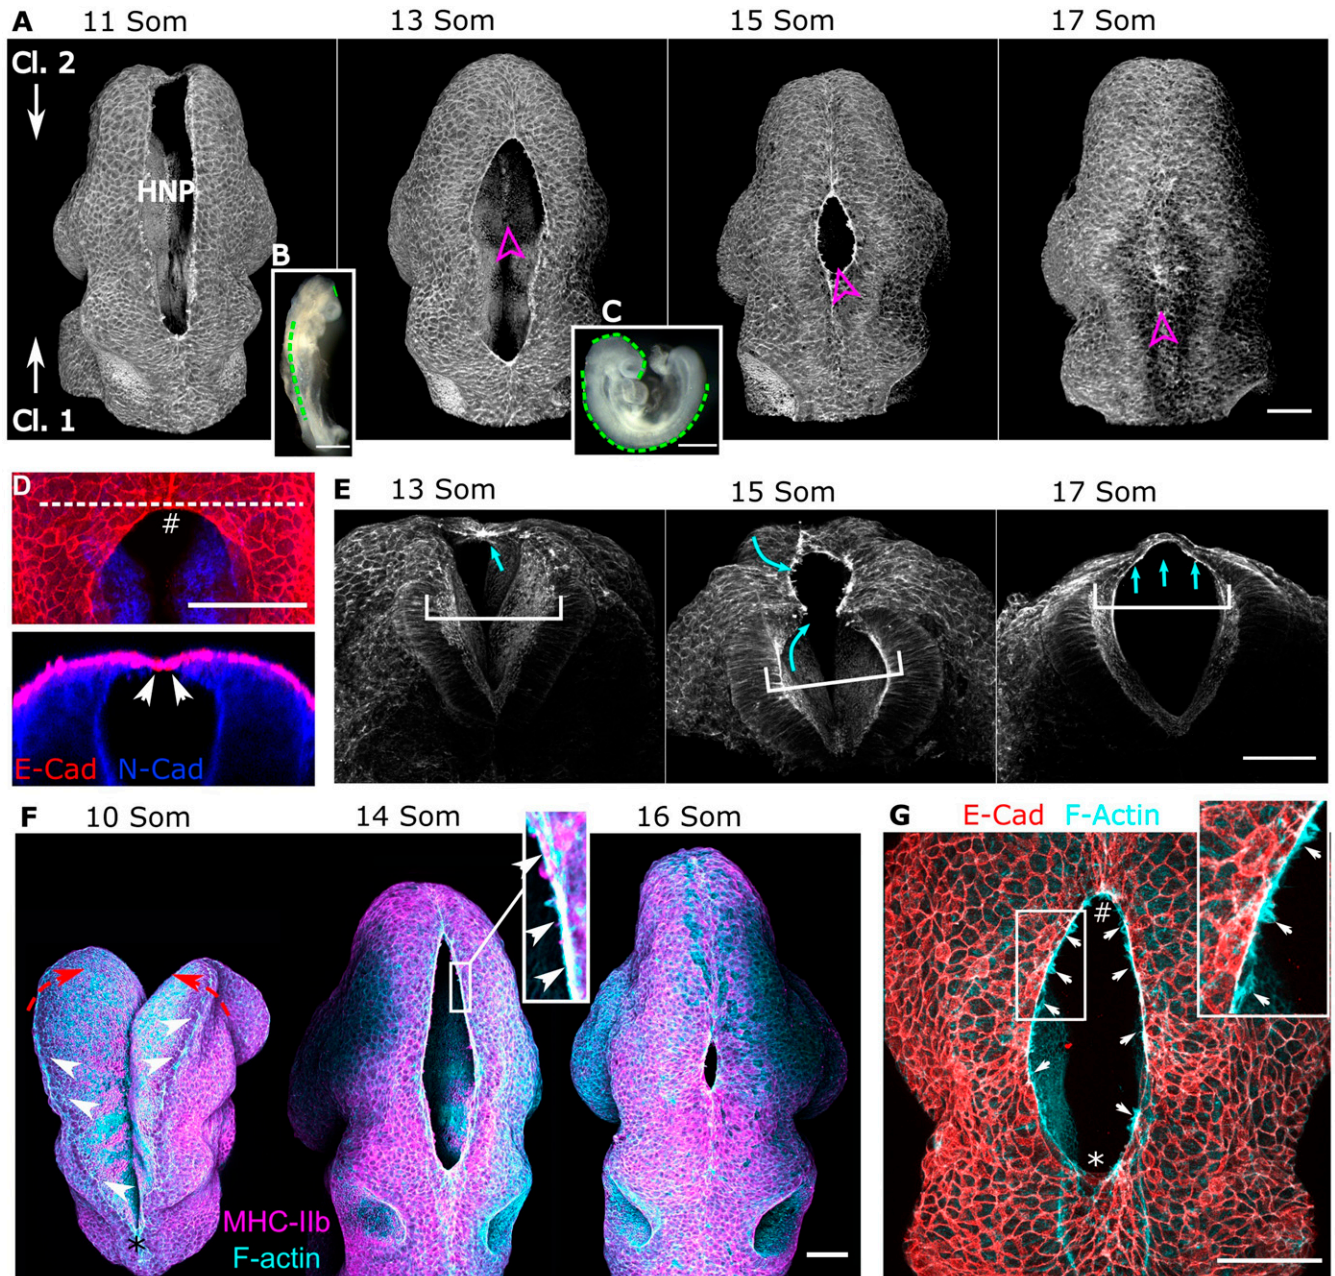 A 11 Som 13 Som 15 Som 17 Som
Cl. 2
HNP
B
C
Cl. 1
D
#
E-Cad N-Cad
E 13 Som 15 Som 17 Som
F 10 Som 14 Som 16 Som
*
MHC-IIb
F-actin
G E-Cad F-Actin
#
*